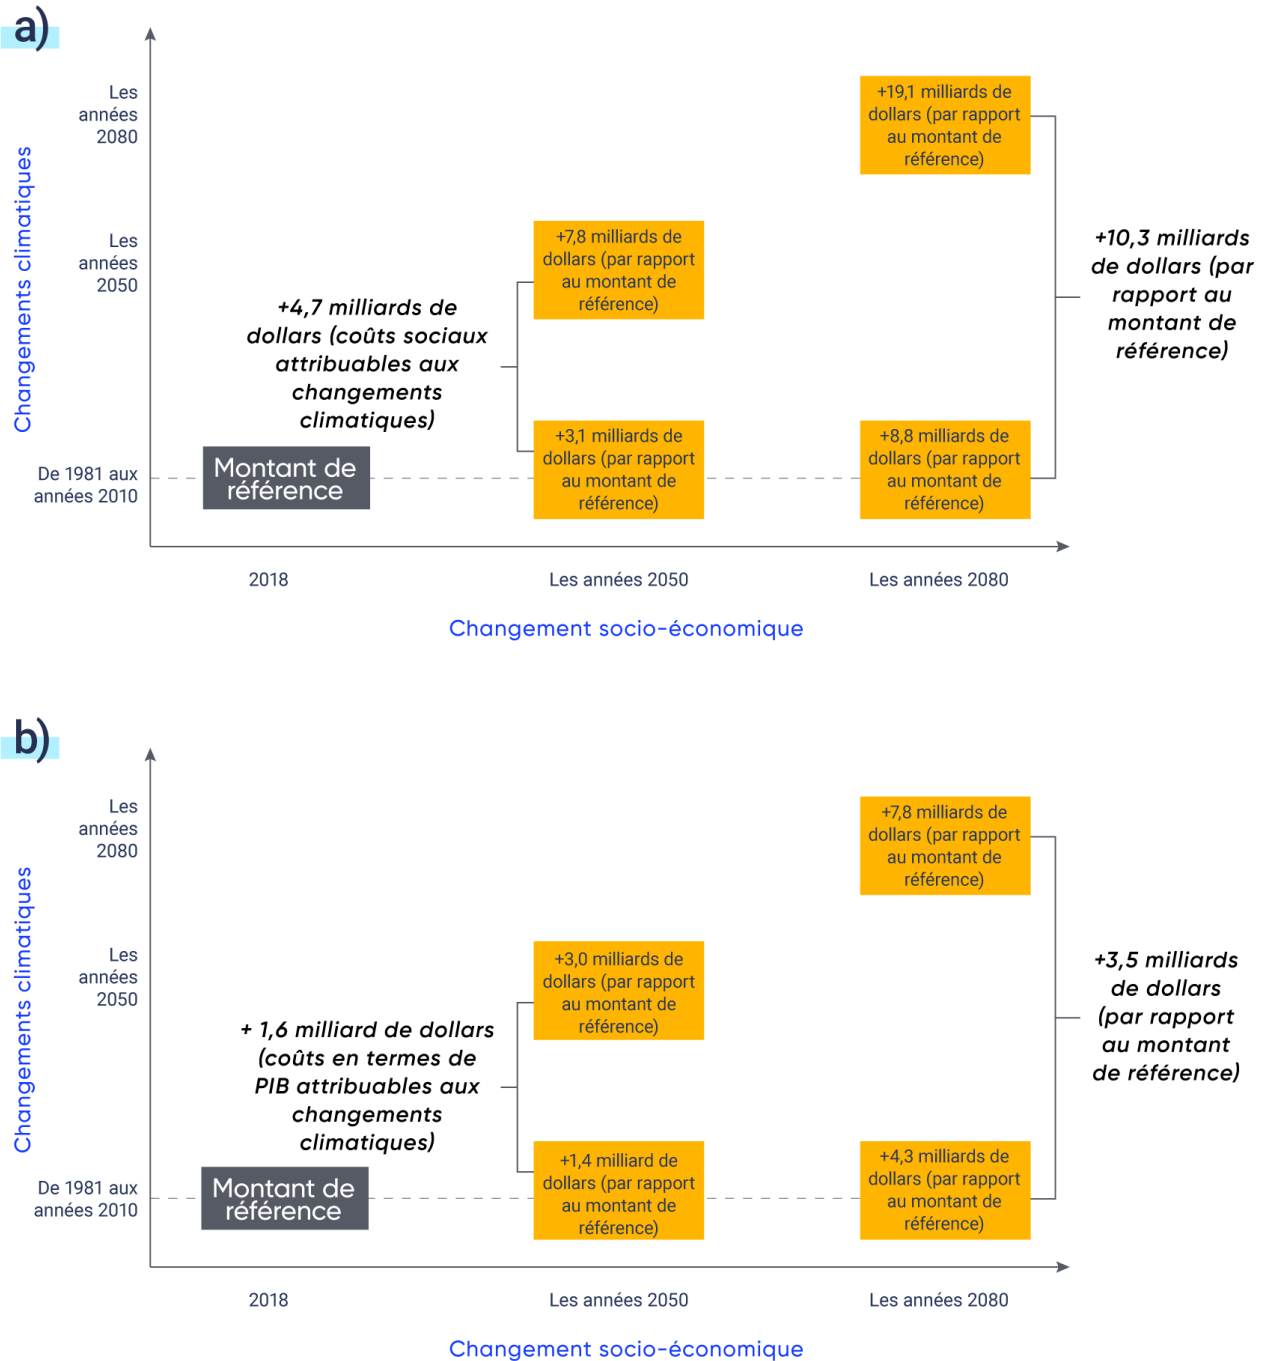 a)
Les
années
2080
+19,1 milliards de
dollars (par rapport
au montant de
référence)
Changements climatiques
Les
années
2050
+7,8 milliards de
dollars (par rapport
au montant de
référence)
+10,3 milliards
de dollars (par
rapport au
montant de
référence)
+4,7 milliards de
dollars (coûts sociaux
attribuables aux
changements
climatiques)
De 1981 aux
années 2010
Montant de
référence
+3,1 milliards de
dollars (par rapport
au montant de
référence)
+8,8 milliards de
dollars (par rapport
au montant de
référence)
2018
Les années 2050
Les années 2080
Changement socio-économique
b)
Les
années
2080
+7,8 milliards de
dollars (par rapport
au montant de
référence)
Changements climatiques
Les
années
2050
+3,0 milliards de
dollars (par rapport
au montant de
référence)
+3,5 milliards
de dollars
(par rapport
au montant
de référence)
+ 1,6 milliard de dollars
(coûts en termes de
PIB attribuables aux
changements
climatiques)
De 1981 aux
années 2010
Montant de
référence
+1,4 milliard de
dollars (par rapport
au montant de
référence)
+4,3 milliards de
dollars (par rapport
au montant de
référence)
2018
Les années 2050
Les années 2080
Changement socio-économique